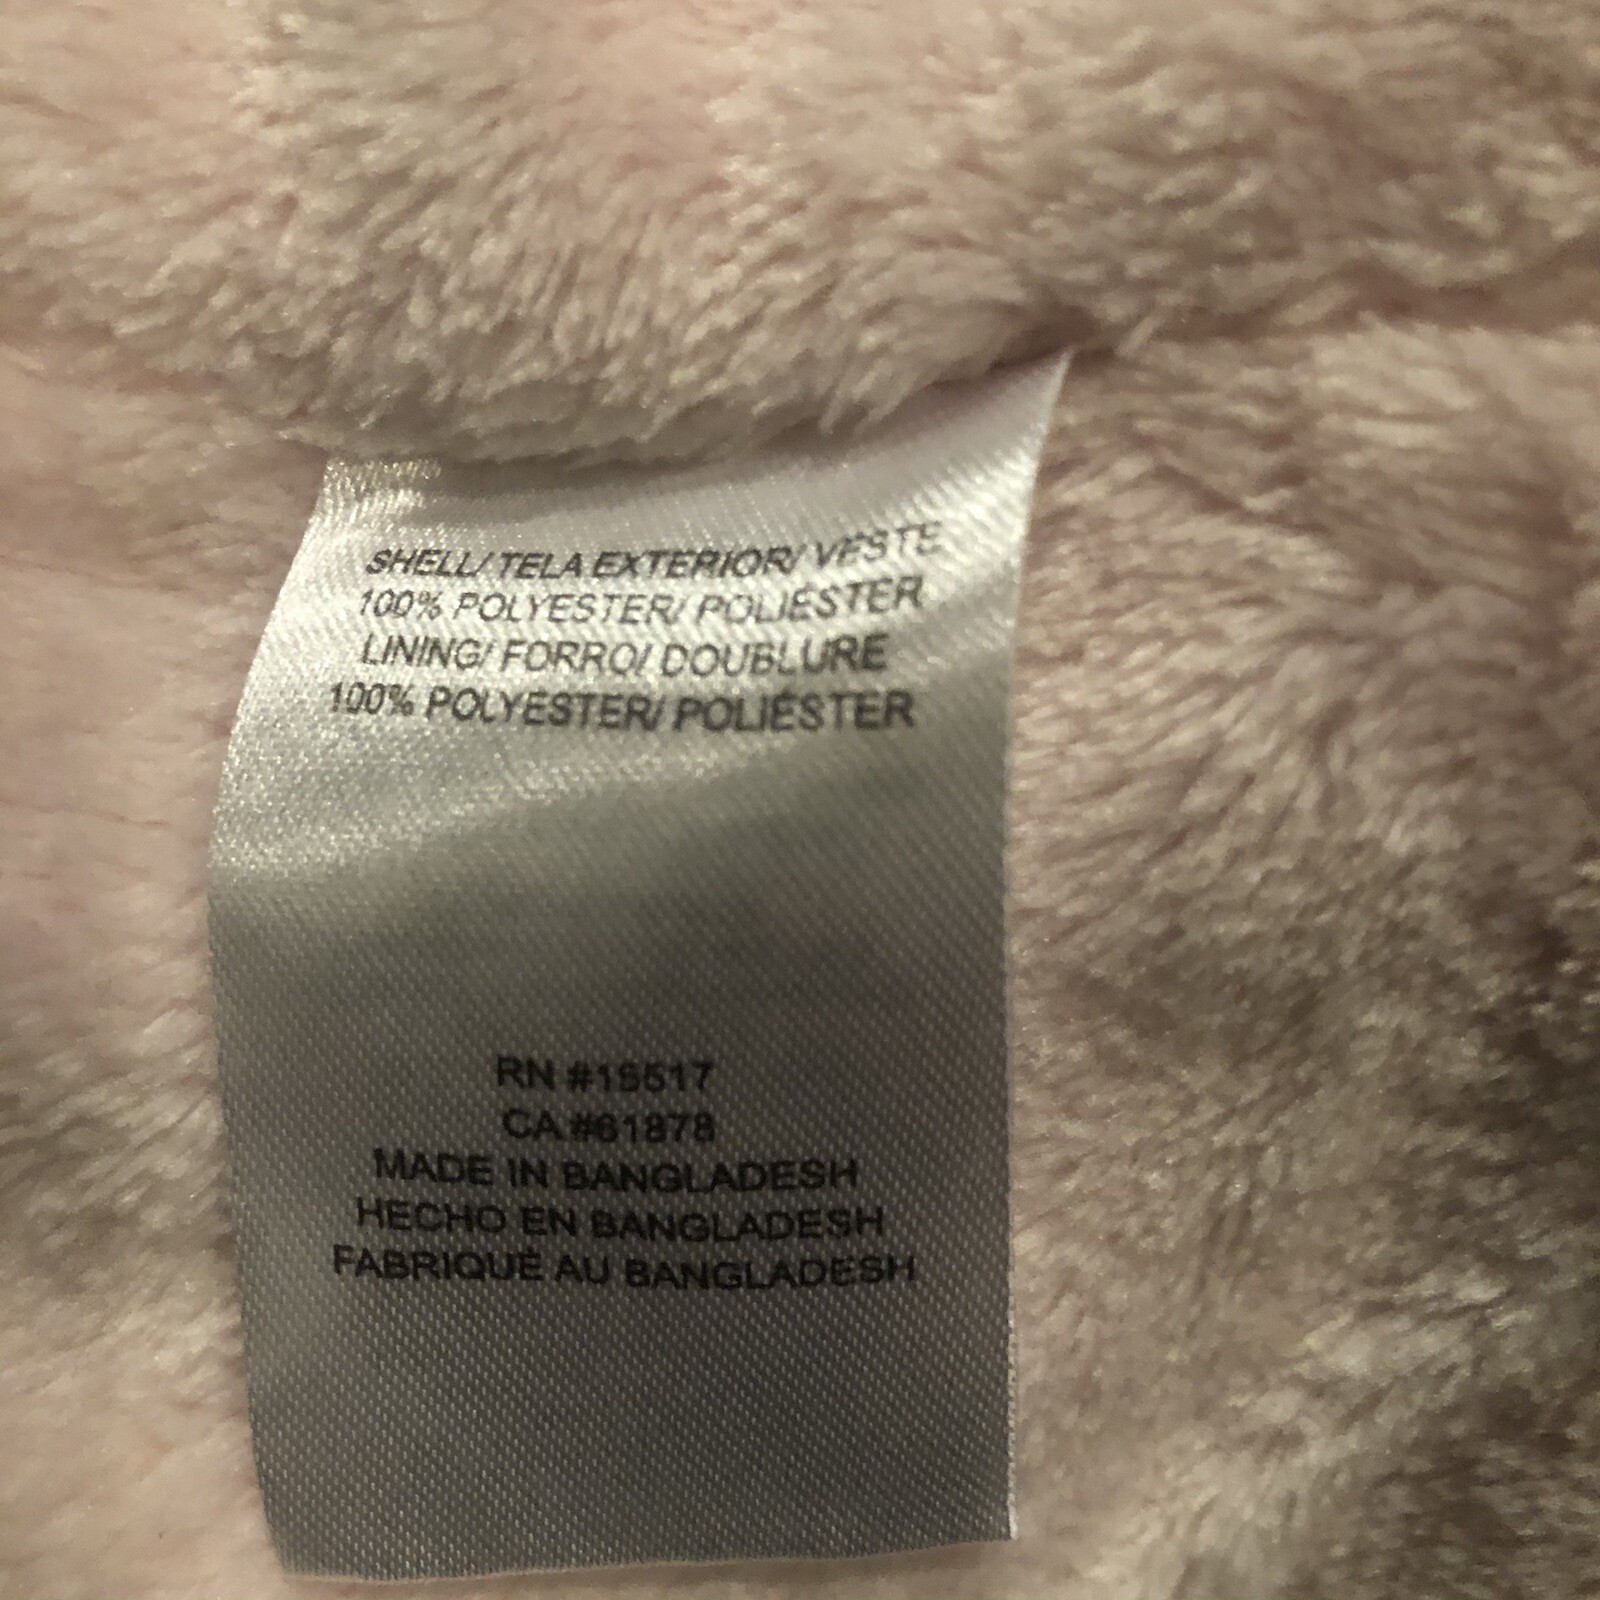 SHELL/ TELA EXTERIOR/ VESTE
100% POLYESTER/ POLIÉSTER
LINING/ FORRO/ DOUBLURE
100% POLYESTER/ POLIÉSTER
RN #15517
CA #61878
MADE IN BANGLADESH
HECHO EN BANGLADESH
FABRIQUÉ AU BANGLADESH